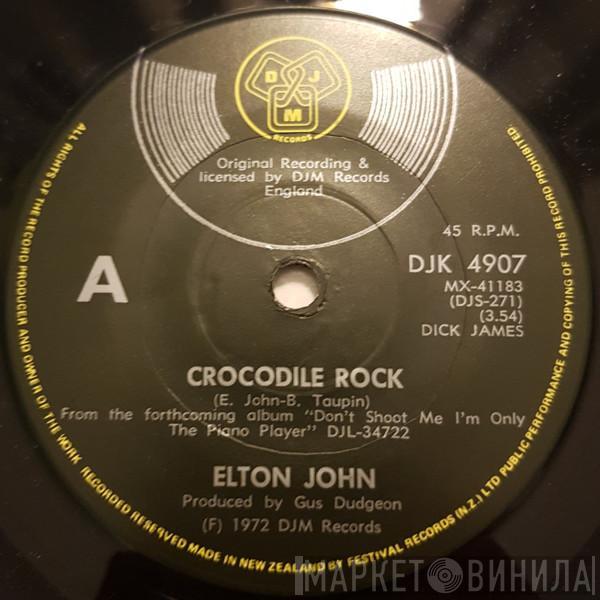 D J M
RECORDS
Original Recording &
licensed by DJM Records
England
45 R.P.M.
A
DJK 4907
MX-41183
(DJS-271)
(3.54)
DICK JAMES
CROCODILE ROCK
(E. John-B. Taupin)
From the forthcoming album "Don't Shoot Me I'm Only
The Piano Player" DJL-34722
ELTON JOHN
Produced by Gus Dudgeon
(F) 1972 DJM Records
ALL RIGHTS OF THE RECORD PRODUCER AND OWNER OF THE WORK RECORDED RESERVED MADE IN NEW ZEALAND BY FESTIVAL RECORDS (N.Z.) LTD PUBLIC PERFORMANCE AND COPYING OF THIS RECORD PROHIBITED.
МАРКЕТ ВИНИЛА